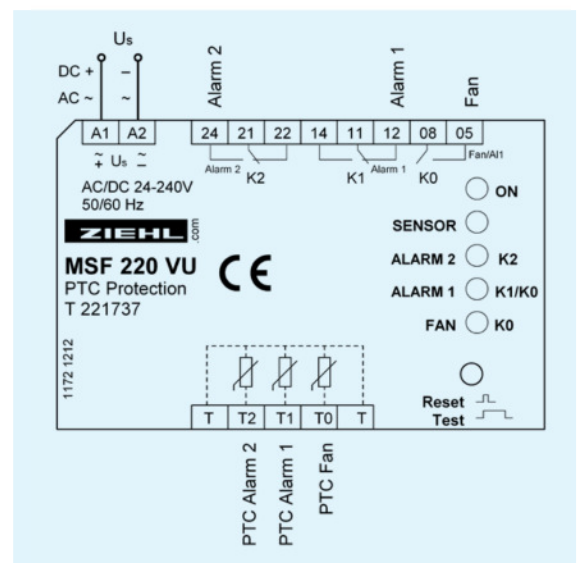 Us
DC + –
AC ~ ~
Alarm 2
Alarm 1
Fan
A1 A2 24 21 22 14 11 12 08 05
~ + Us ~ –
Alarm 2 K2 K1 Alarm 1 K0 Fan/Al1
AC/DC 24-240V
50/60 Hz
ZIEHL .com
MSF 220 VU
PTC Protection
T 221737
CE
ON
SENSOR
ALARM 2 K2
ALARM 1 K1/K0
FAN K0
Reset
Test
1172 1212
T T2 T1 T0 T
PTC Alarm 2
PTC Alarm 1
PTC Fan